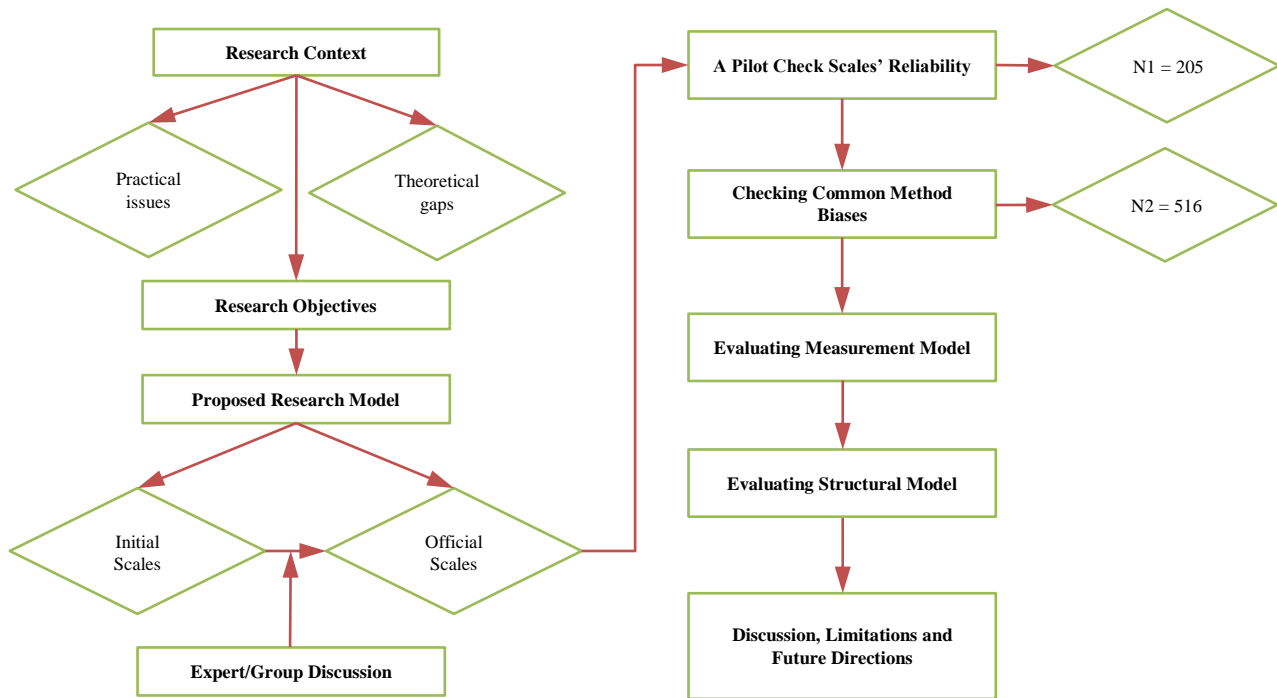 Research Context
Practical
issues
Theoretical
gaps
Research Objectives
Proposed Research Model
Initial
Scales
Official
Scales
Expert/Group Discussion
A Pilot Check Scales’ Reliability
N1 = 205
Checking Common Method
Biases
N2 = 516
Evaluating Measurement Model
Evaluating Structural Model
Discussion, Limitations and
Future Directions